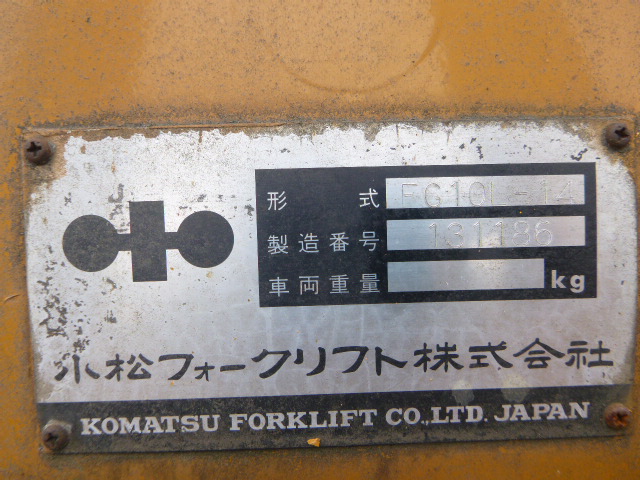 形 式 FG10L-14
製造番号 131186
車両重量 kg
小松フォークリフト株式会社
KOMATSU FORKLIFT CO.,LTD. JAPAN